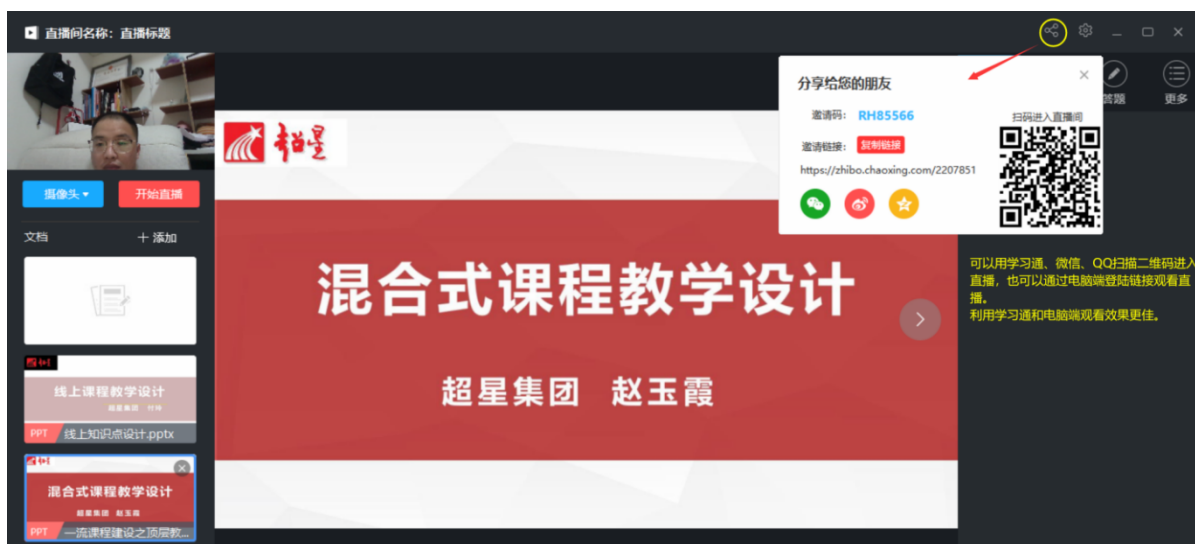 直播间名称：直播标题
分享给您的朋友
邀请码：RH85566
扫码进入直播间
邀请链接：复制链接
https://zhibo.chaoxing.com/2207851
答题
更多
摄像头
开始直播
文档
添加
超星
混合式课程教学设计
超星集团 赵玉霞
可以用学习通、微信、QQ扫描二维码进入
直播，也可以通过电脑端登陆链接观看直
播。
利用学习通和电脑端观看效果更佳。
线上课程教学设计
超星集团
PPT 线上知识点设计.pptx
混合式课程教学设计
超星集团 赵玉霞
PPT 一流课程建设之顶层教...